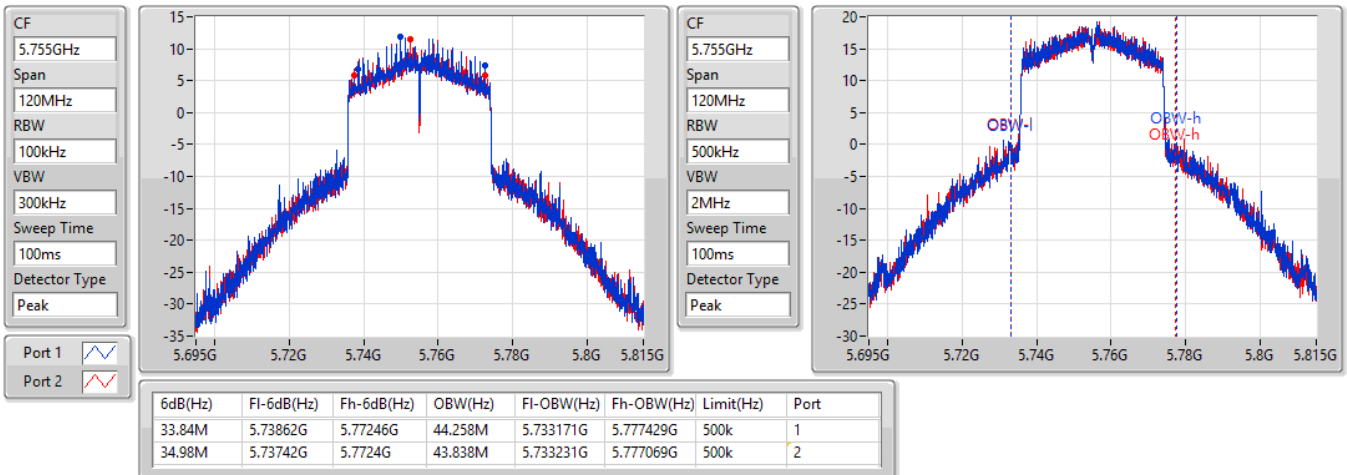 CF
5.755GHz
Span
120MHz
RBW
100kHz
VBW
300kHz
Sweep Time
100ms
Detector Type
Peak
Port 1
Port 2
15
10
5
0
-5
-10
-15
-20
-25
-30
-35
5.695G 5.72G 5.74G 5.76G 5.78G 5.8G 5.815G
CF
5.755GHz
Span
120MHz
RBW
500kHz
VBW
2MHz
Sweep Time
100ms
Detector Type
Peak
20
15
10
5
0
-5
-10
-15
-20
-25
-30
OBW-l
OBW-h
OBW-h
5.695G 5.72G 5.74G 5.76G 5.78G 5.8G 5.815G
6dB(Hz) Fl-6dB(Hz) Fh-6dB(Hz) OBW(Hz) Fl-OBW(Hz) Fh-OBW(Hz) Limit(Hz) Port
33.84M 5.73862G 5.77246G 44.258M 5.733171G 5.777429G 500k 1
34.98M 5.73742G 5.7724G 43.838M 5.733231G 5.777069G 500k 2